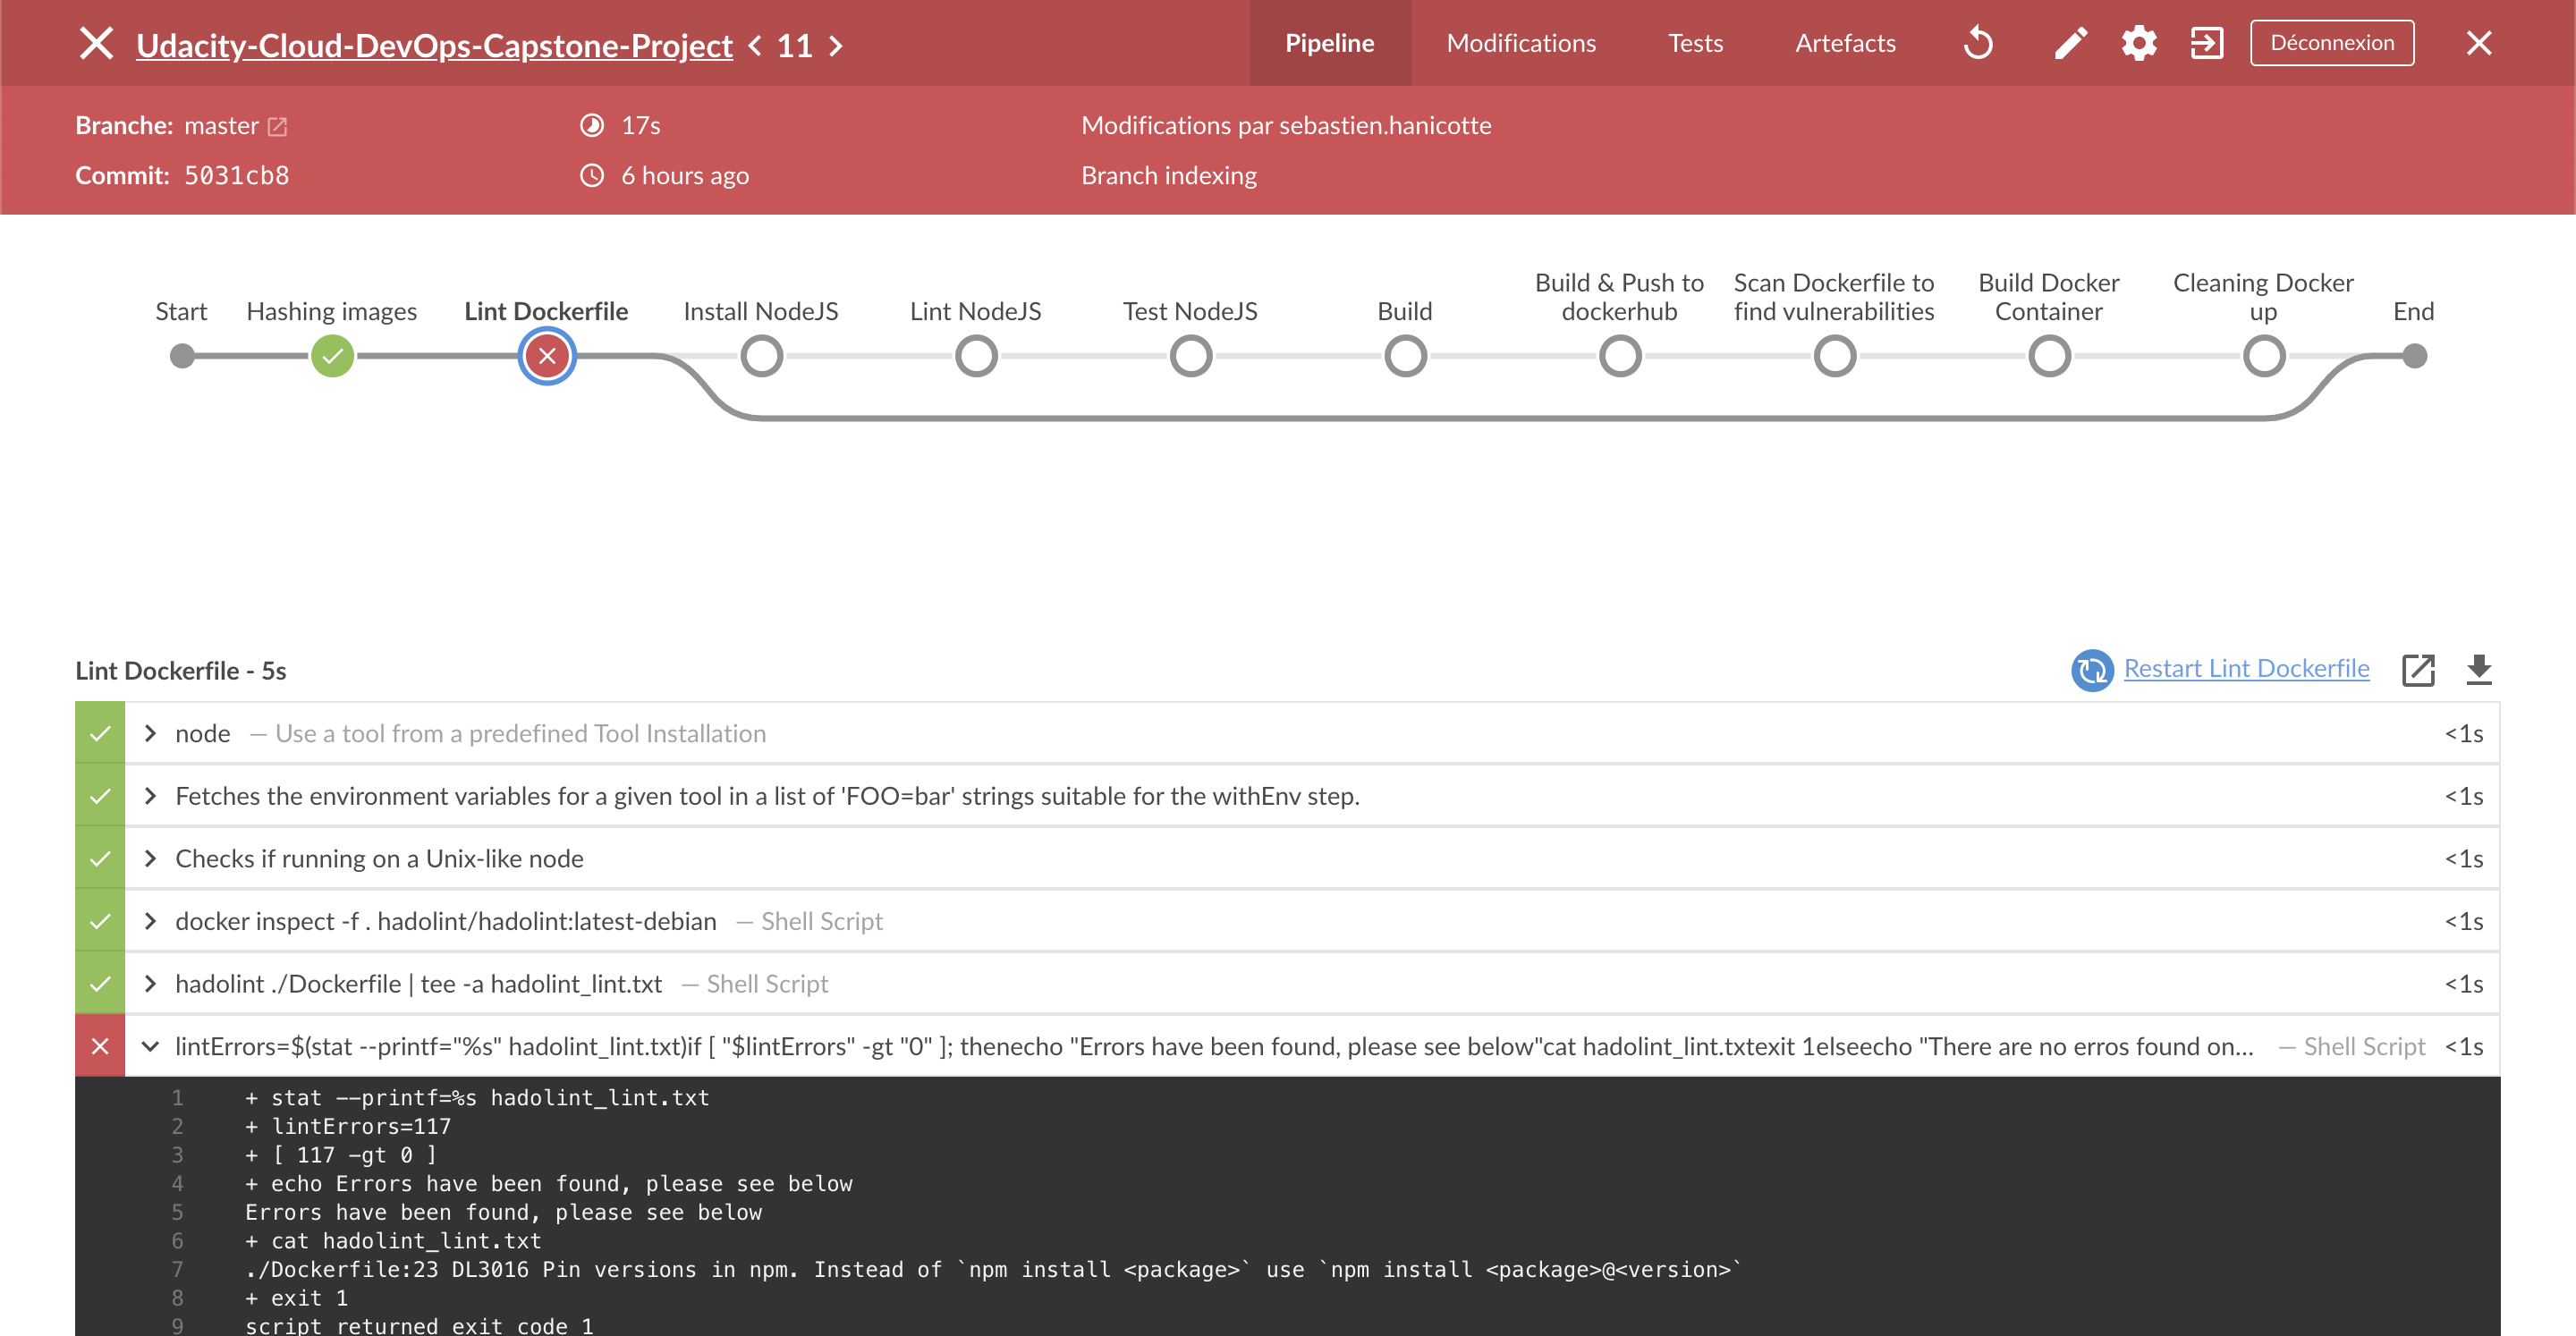 Udacity-Cloud-DevOps-Capstone-Project < 11 >
Pipeline Modifications Tests Artefacts Déconnexion
Branche: master
17s
Modifications par sebastien.hanicotte
Commit: 5031cb8
6 hours ago
Branch indexing
Start
Hashing images
Lint Dockerfile
Install NodeJS
Lint NodeJS
Test NodeJS
Build
Build & Push to
dockerhub
Scan Dockerfile to
find vulnerabilities
Build Docker
Container
Cleaning Docker
up
End
Lint Dockerfile - 5s
Restart Lint Dockerfile
node — Use a tool from a predefined Tool Installation <1s
Fetches the environment variables for a given tool in a list of 'FOO=bar' strings suitable for the withEnv step. <1s
Checks if running on a Unix-like node <1s
docker inspect -f . hadolint/hadolint:latest-debian — Shell Script <1s
hadolint ./Dockerfile | tee -a hadolint_lint.txt — Shell Script <1s
lintErrors=$(stat --printf="%s" hadolint_lint.txt)if [ "$lintErrors" -gt "0" ]; thenecho "Errors have been found, please see below"cat hadolint_lint.txtexit 1elseecho "There are no erros found on... — Shell Script <1s
1 + stat --printf=%s hadolint_lint.txt
2 + lintErrors=117
3 + [ 117 -gt 0 ]
4 + echo Errors have been found, please see below
5 Errors have been found, please see below
6 + cat hadolint_lint.txt
7 ./Dockerfile:23 DL3016 Pin versions in npm. Instead of `npm install <package>` use `npm install <package>@<version>`
8 + exit 1
9 script returned exit code 1